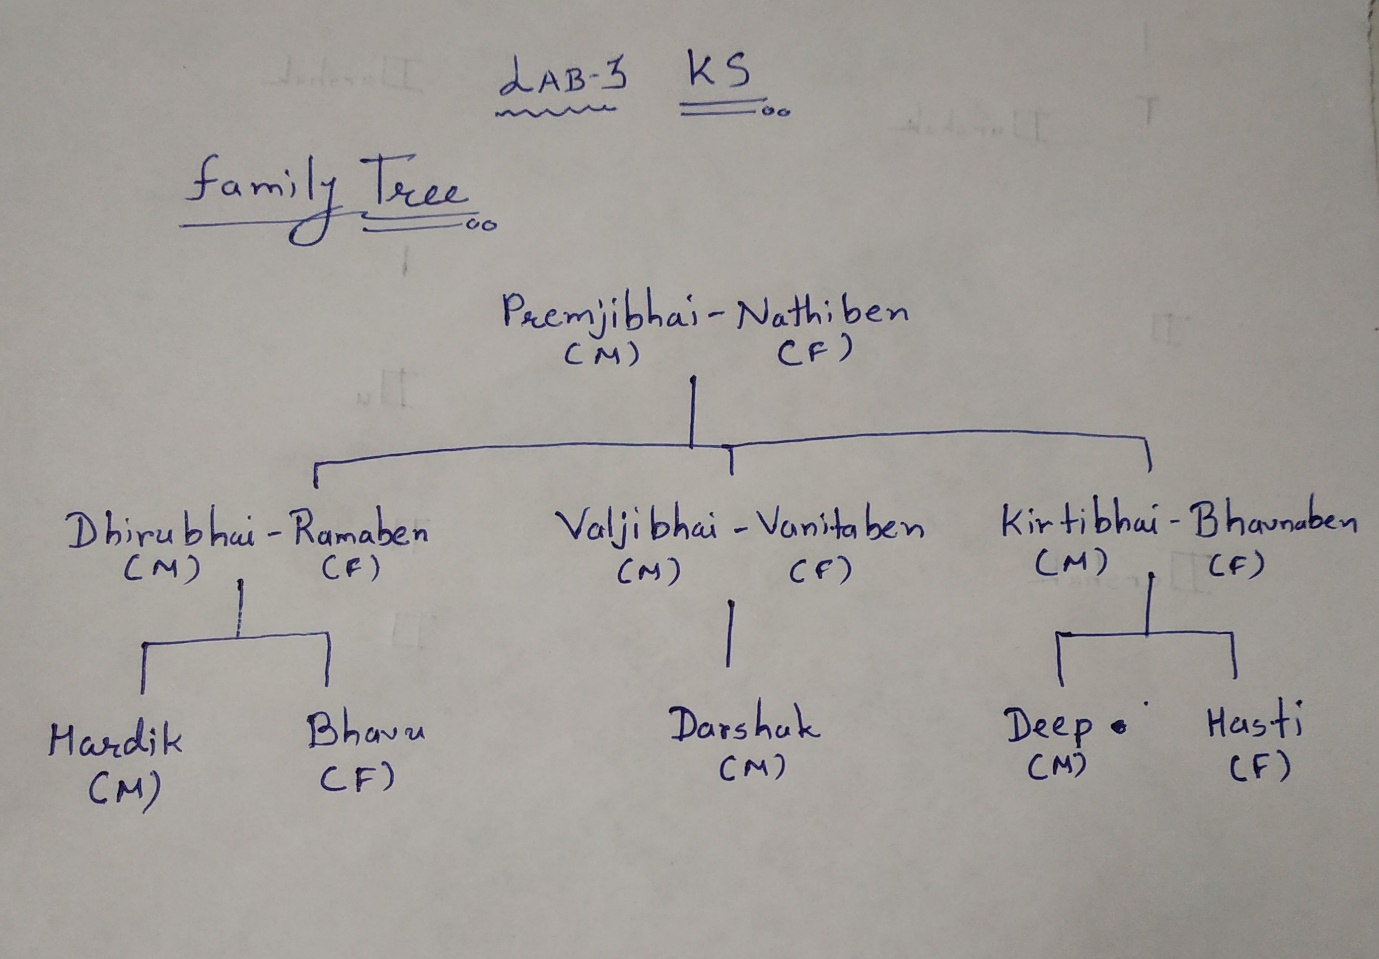 LAB-3 KS
family Tree
Premjibhai - Nathiben
(M) (F)
Dhirubhai - Ramaben Valjibhai - Vanitaben Kirtibhai - Bhavnaben
(M) (F) (M) (F) (M) (F)
Hardik Bhavu Darshak Deep Hasti
(M) (F) (M) (M) (F)